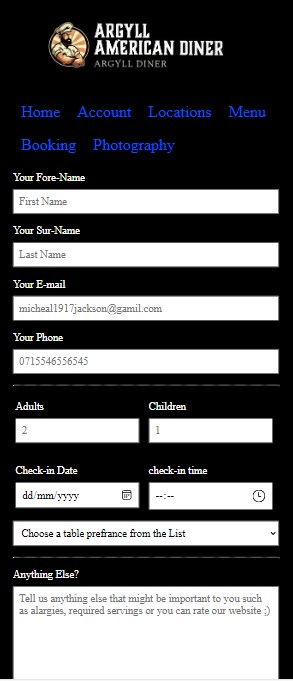 ARGYLL
AMERICAN DINER
ARGYLL DINER
Home Account Locations Menu
Booking Photography
Your Fore-Name
First Name
Your Sur-Name
Last Name
Your E-mail
micheal1917jackson@gamil.com
Your Phone
0715546556545
Adults Children
2 1
Check-in Date check-in time
dd/mm/yyyy --:--
Choose a table prefrance from the List
Anything Else?
Tell us anything else that might be important to you such
as alargies, required servings or you can rate our website ;)